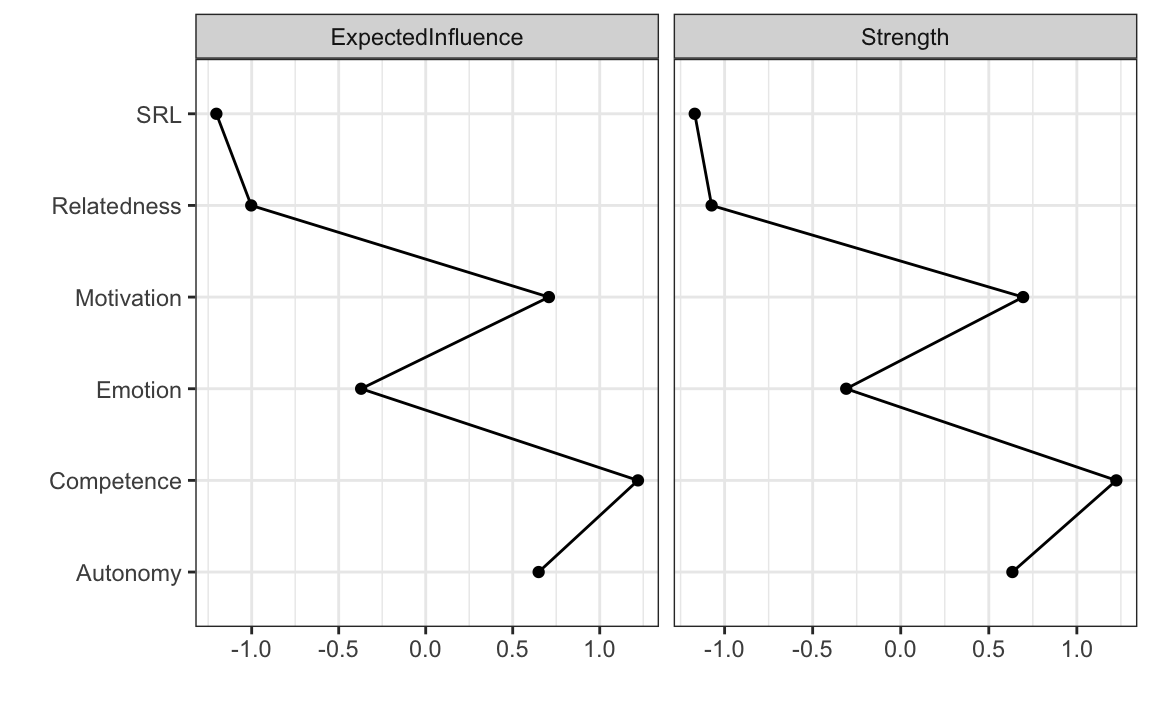 ExpectedInfluence Strength
SRL
Relatedness
Motivation
Emotion
Competence
Autonomy
-1.0 -0.5 0.0 0.5 1.0 -1.0 -0.5 0.0 0.5 1.0